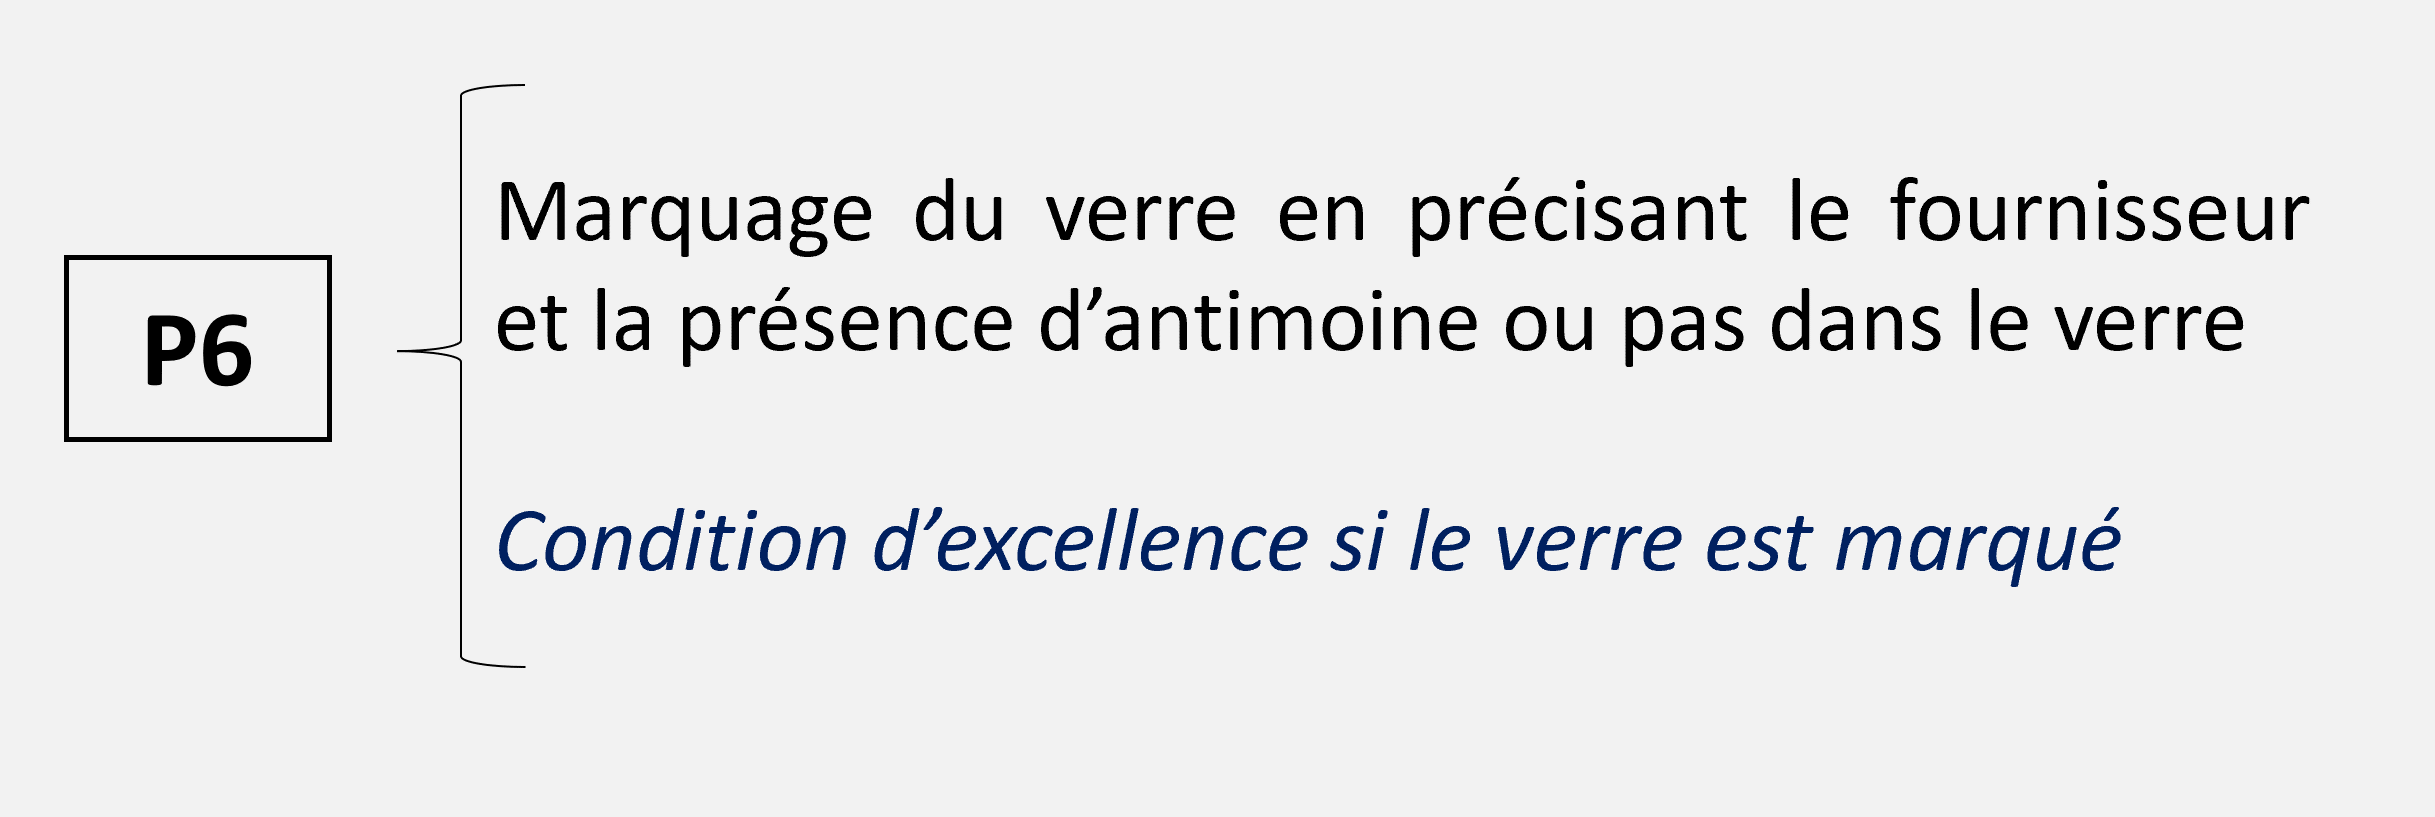 P6
Marquage du verre en précisant le fournisseur
et la présence d’antimoine ou pas dans le verre
Condition d’excellence si le verre est marqué